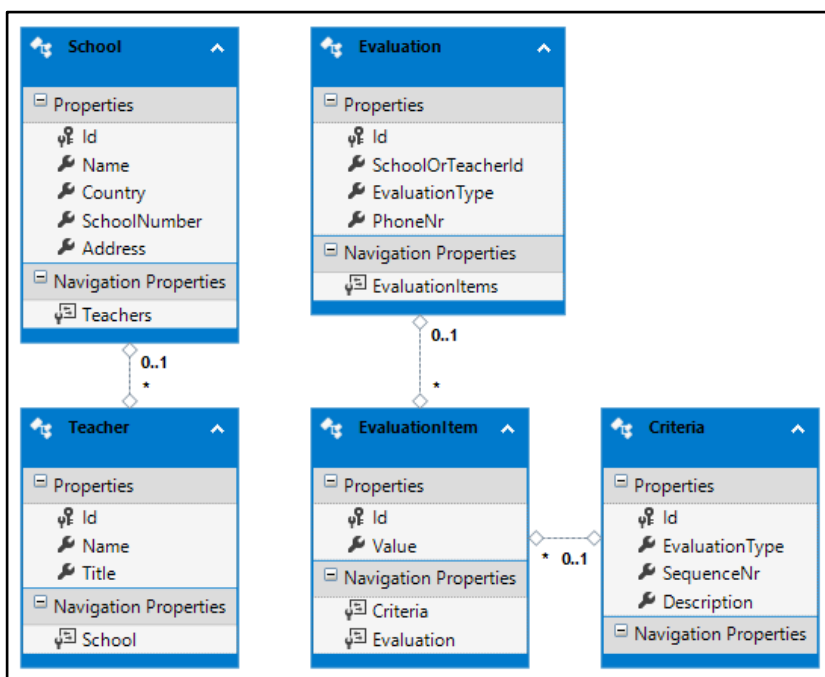 School
Properties
Id
Name
Country
SchoolNumber
Address
Navigation Properties
Teachers
Evaluation
Properties
Id
SchoolOrTeacherId
EvaluationType
PhoneNr
Navigation Properties
EvaluationItems
0..1
*
0..1
*
Teacher
Properties
Id
Name
Title
Navigation Properties
School
EvaluationItem
Properties
Id
Value
Navigation Properties
Criteria
Evaluation
* 0..1
Criteria
Properties
Id
EvaluationType
SequenceNr
Description
Navigation Properties